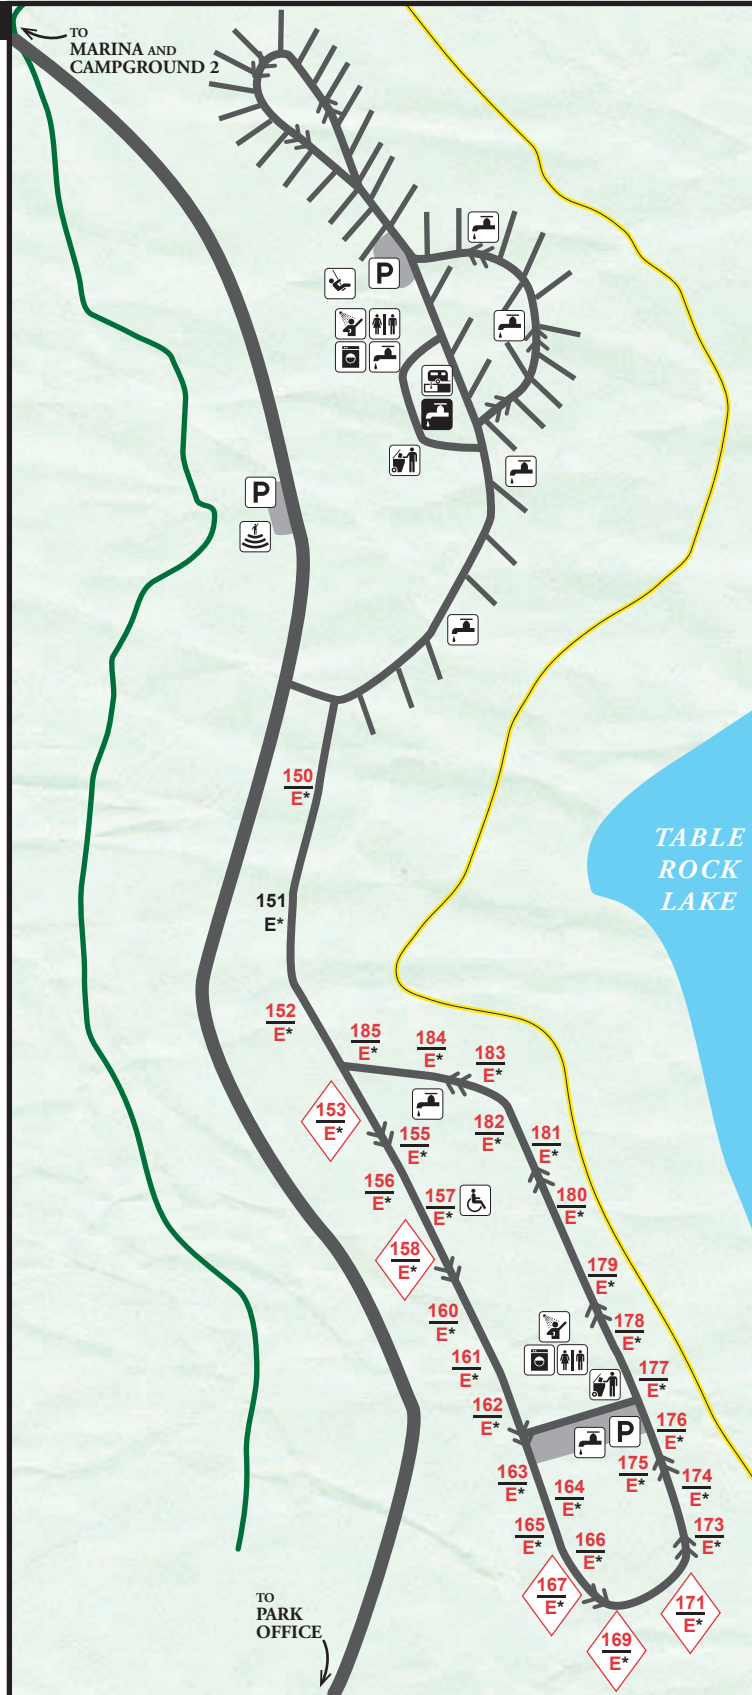 TO
MARINA AND
CAMPGROUND 2
P
P
150
E*
TABLE
ROCK
LAKE
151
E*
152
E*
185
E*
184
E*
183
E*
153
E*
155
E*
182
E*
181
E*
156
E*
157
E*
180
E*
158
E*
179
E*
160
E*
178
E*
161
E*
177
E*
162
E*
P
176
E*
163
E*
164
E*
175
E*
174
E*
165
E*
166
E*
173
E*
167
E*
171
E*
169
E*
TO
PARK
OFFICE